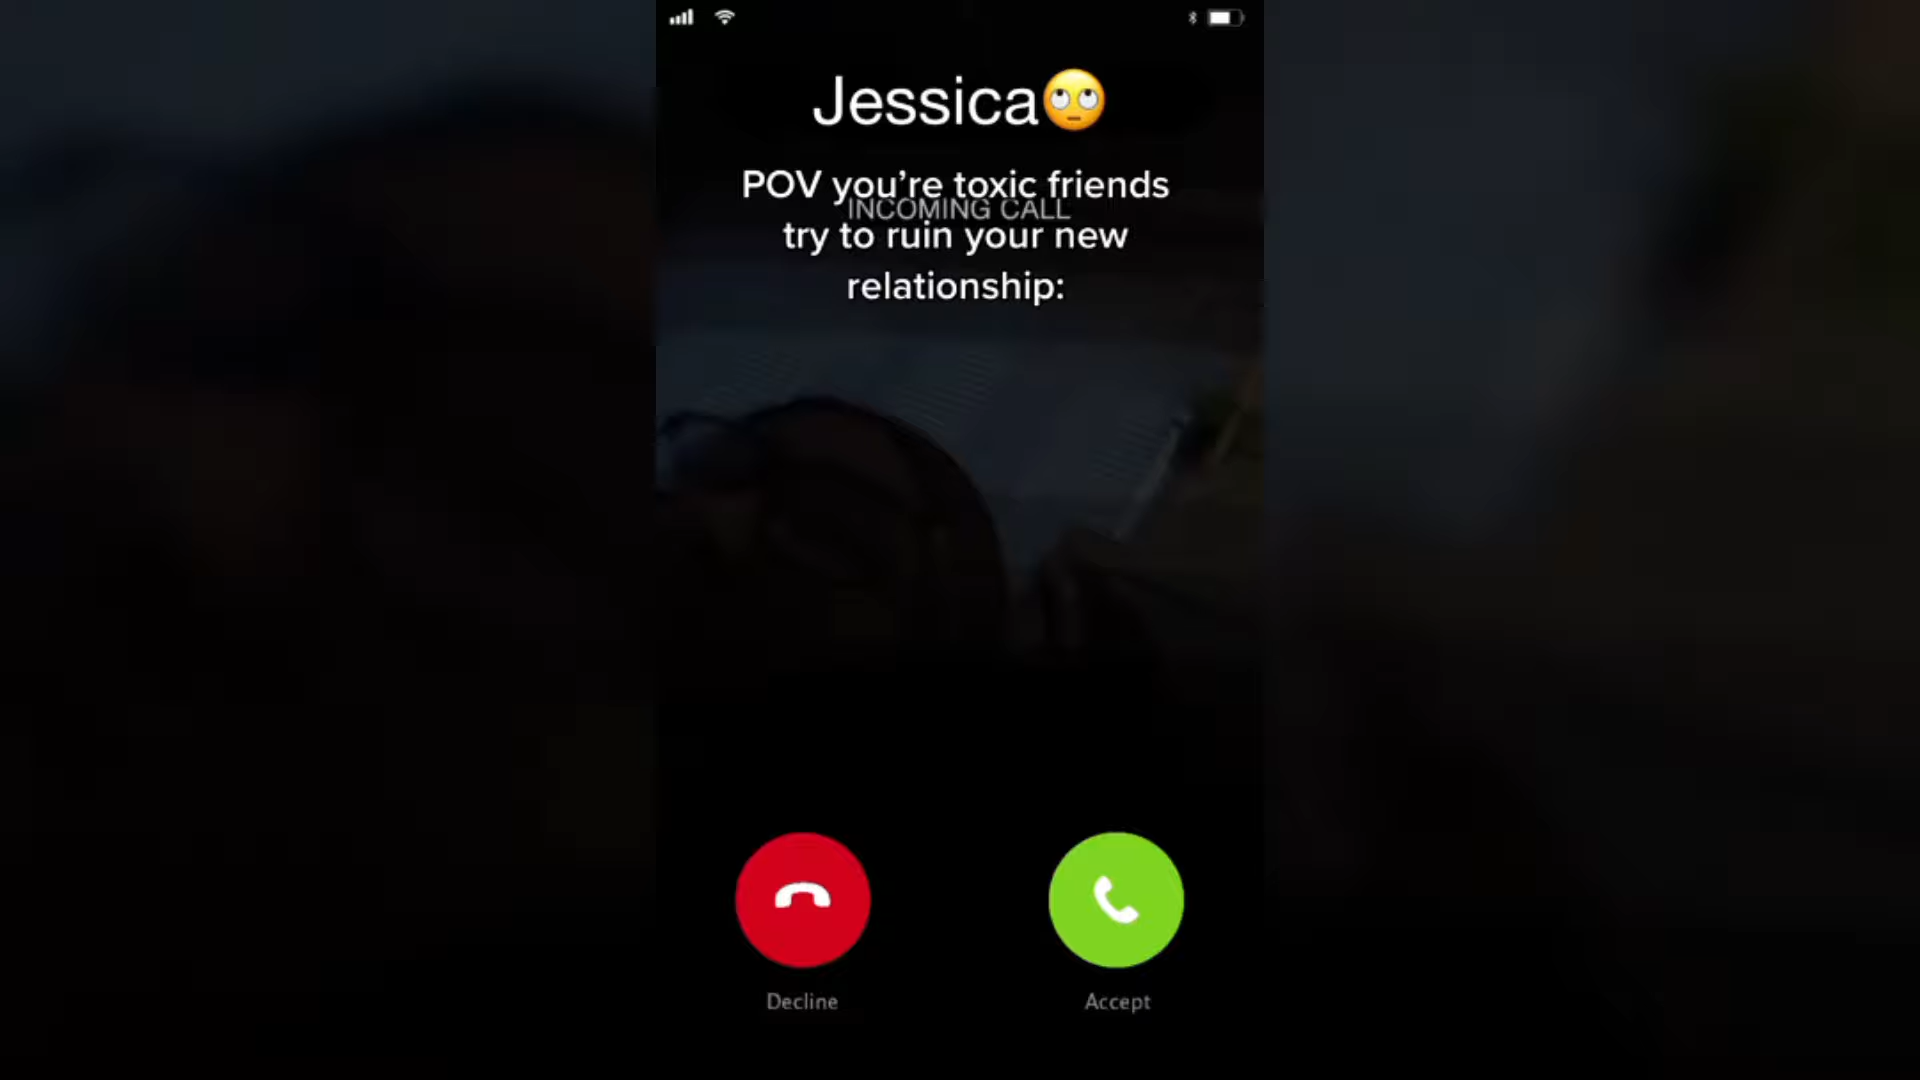 Jessica🙄
POV you’re toxic friends
INCOMING CALL
try to ruin your new
relationship:
Decline
Accept